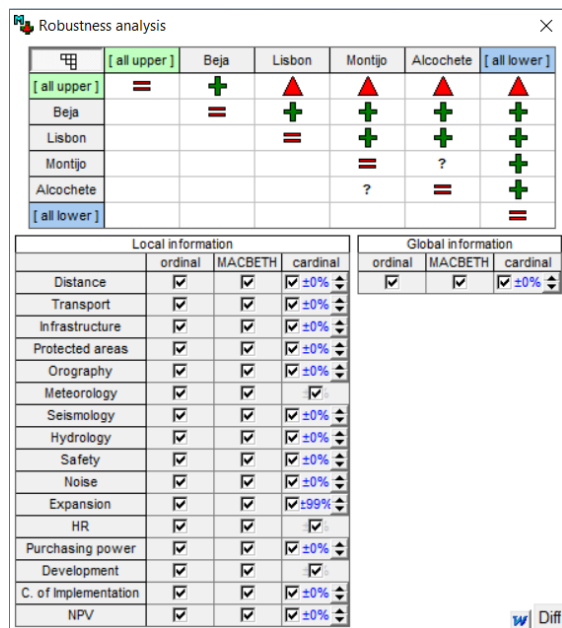 Robustness analysis
[ all upper ] Beja Lisbon Montijo Alcochete [ all lower ]
[ all upper ] = +
Beja = + + + +
Lisbon = + + +
Montijo = ? +
Alcochete ? = +
[ all lower ] =
Local information
ordinal MACBETH cardinal
Distance ±0%
Transport ±0%
Infrastructure ±0%
Protected areas ±0%
Orography ±0%
Meteorology
Seismology ±0%
Hydrology ±0%
Safety ±0%
Noise ±0%
Expansion ±99%
HR
Purchasing power ±0%
Development
C. of Implementation ±0%
NPV ±0%
Global information
ordinal MACBETH cardinal
±0%
W Diff